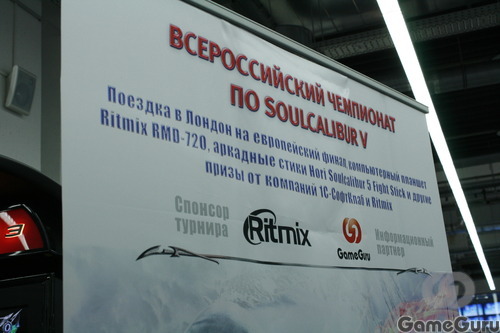 ВСЕРОССИЙСКИЙ ЧЕМПИОНАТ
ПО SOULCALIBUR V
Поездка в Лондон на европейский финал компьютерный планшет
Ritmix RMD-720, аркадные стики Hori Soulcalibur 5 Fight Stick и другие
призы от компаний 1С-СофтКлаб и Ritmix
Спонсор
турнира
Ritmix
GameGuru
Информационный
партнер
GameGuru